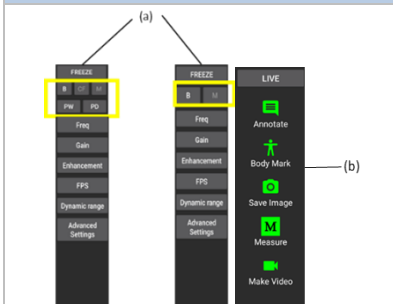 (a)
FREEZE
B CF M
PW PD
Freq
Gain
Enhancement
FPS
Dynamic range
Advanced
Settings
FREEZE
B M
Freq
Gain
Enhancement
FPS
Dynamic range
Advanced
Settings
LIVE
Annotate
Body Mark
Save Image
M
Measure
Make Video
(b)